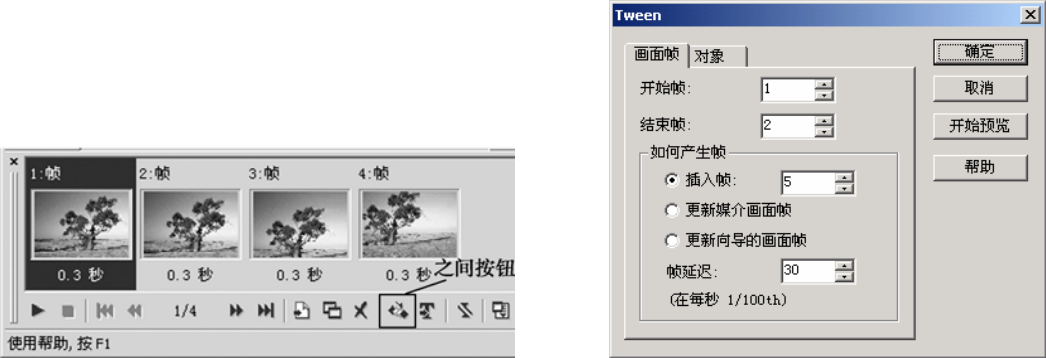 1:帧 2:帧 3:帧 4:帧
0.3 秒 0.3 秒 0.3 秒 0.3 秒
之间按钮
1/4
使用帮助, 按 F1
Tween
画面帧 对象
开始帧: 1
结束帧: 2
如何产生帧
插入帧: 5
更新媒介画面帧
更新向导的画面帧
帧延迟: 30
(在每秒 1/100th)
确定
取消
开始预览
帮助